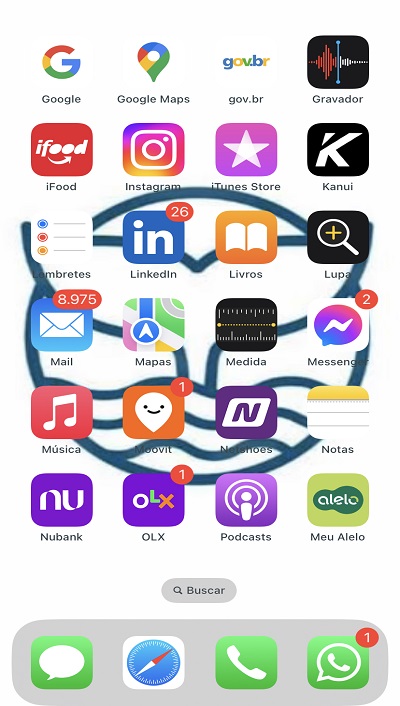 gov.br
Google Google Maps gov.br Gravador
ifood K
iFood Instagram iTunes Store Kanui
26
in
Lembretes LinkedIn Livros Lupa
8.975 2
Mail Mapas Medida Messenger
1
N
Música Moovit Netshoes Notas
1
nu OLX alelo
Nubank OLX Podcasts Meu Alelo
Buscar
1